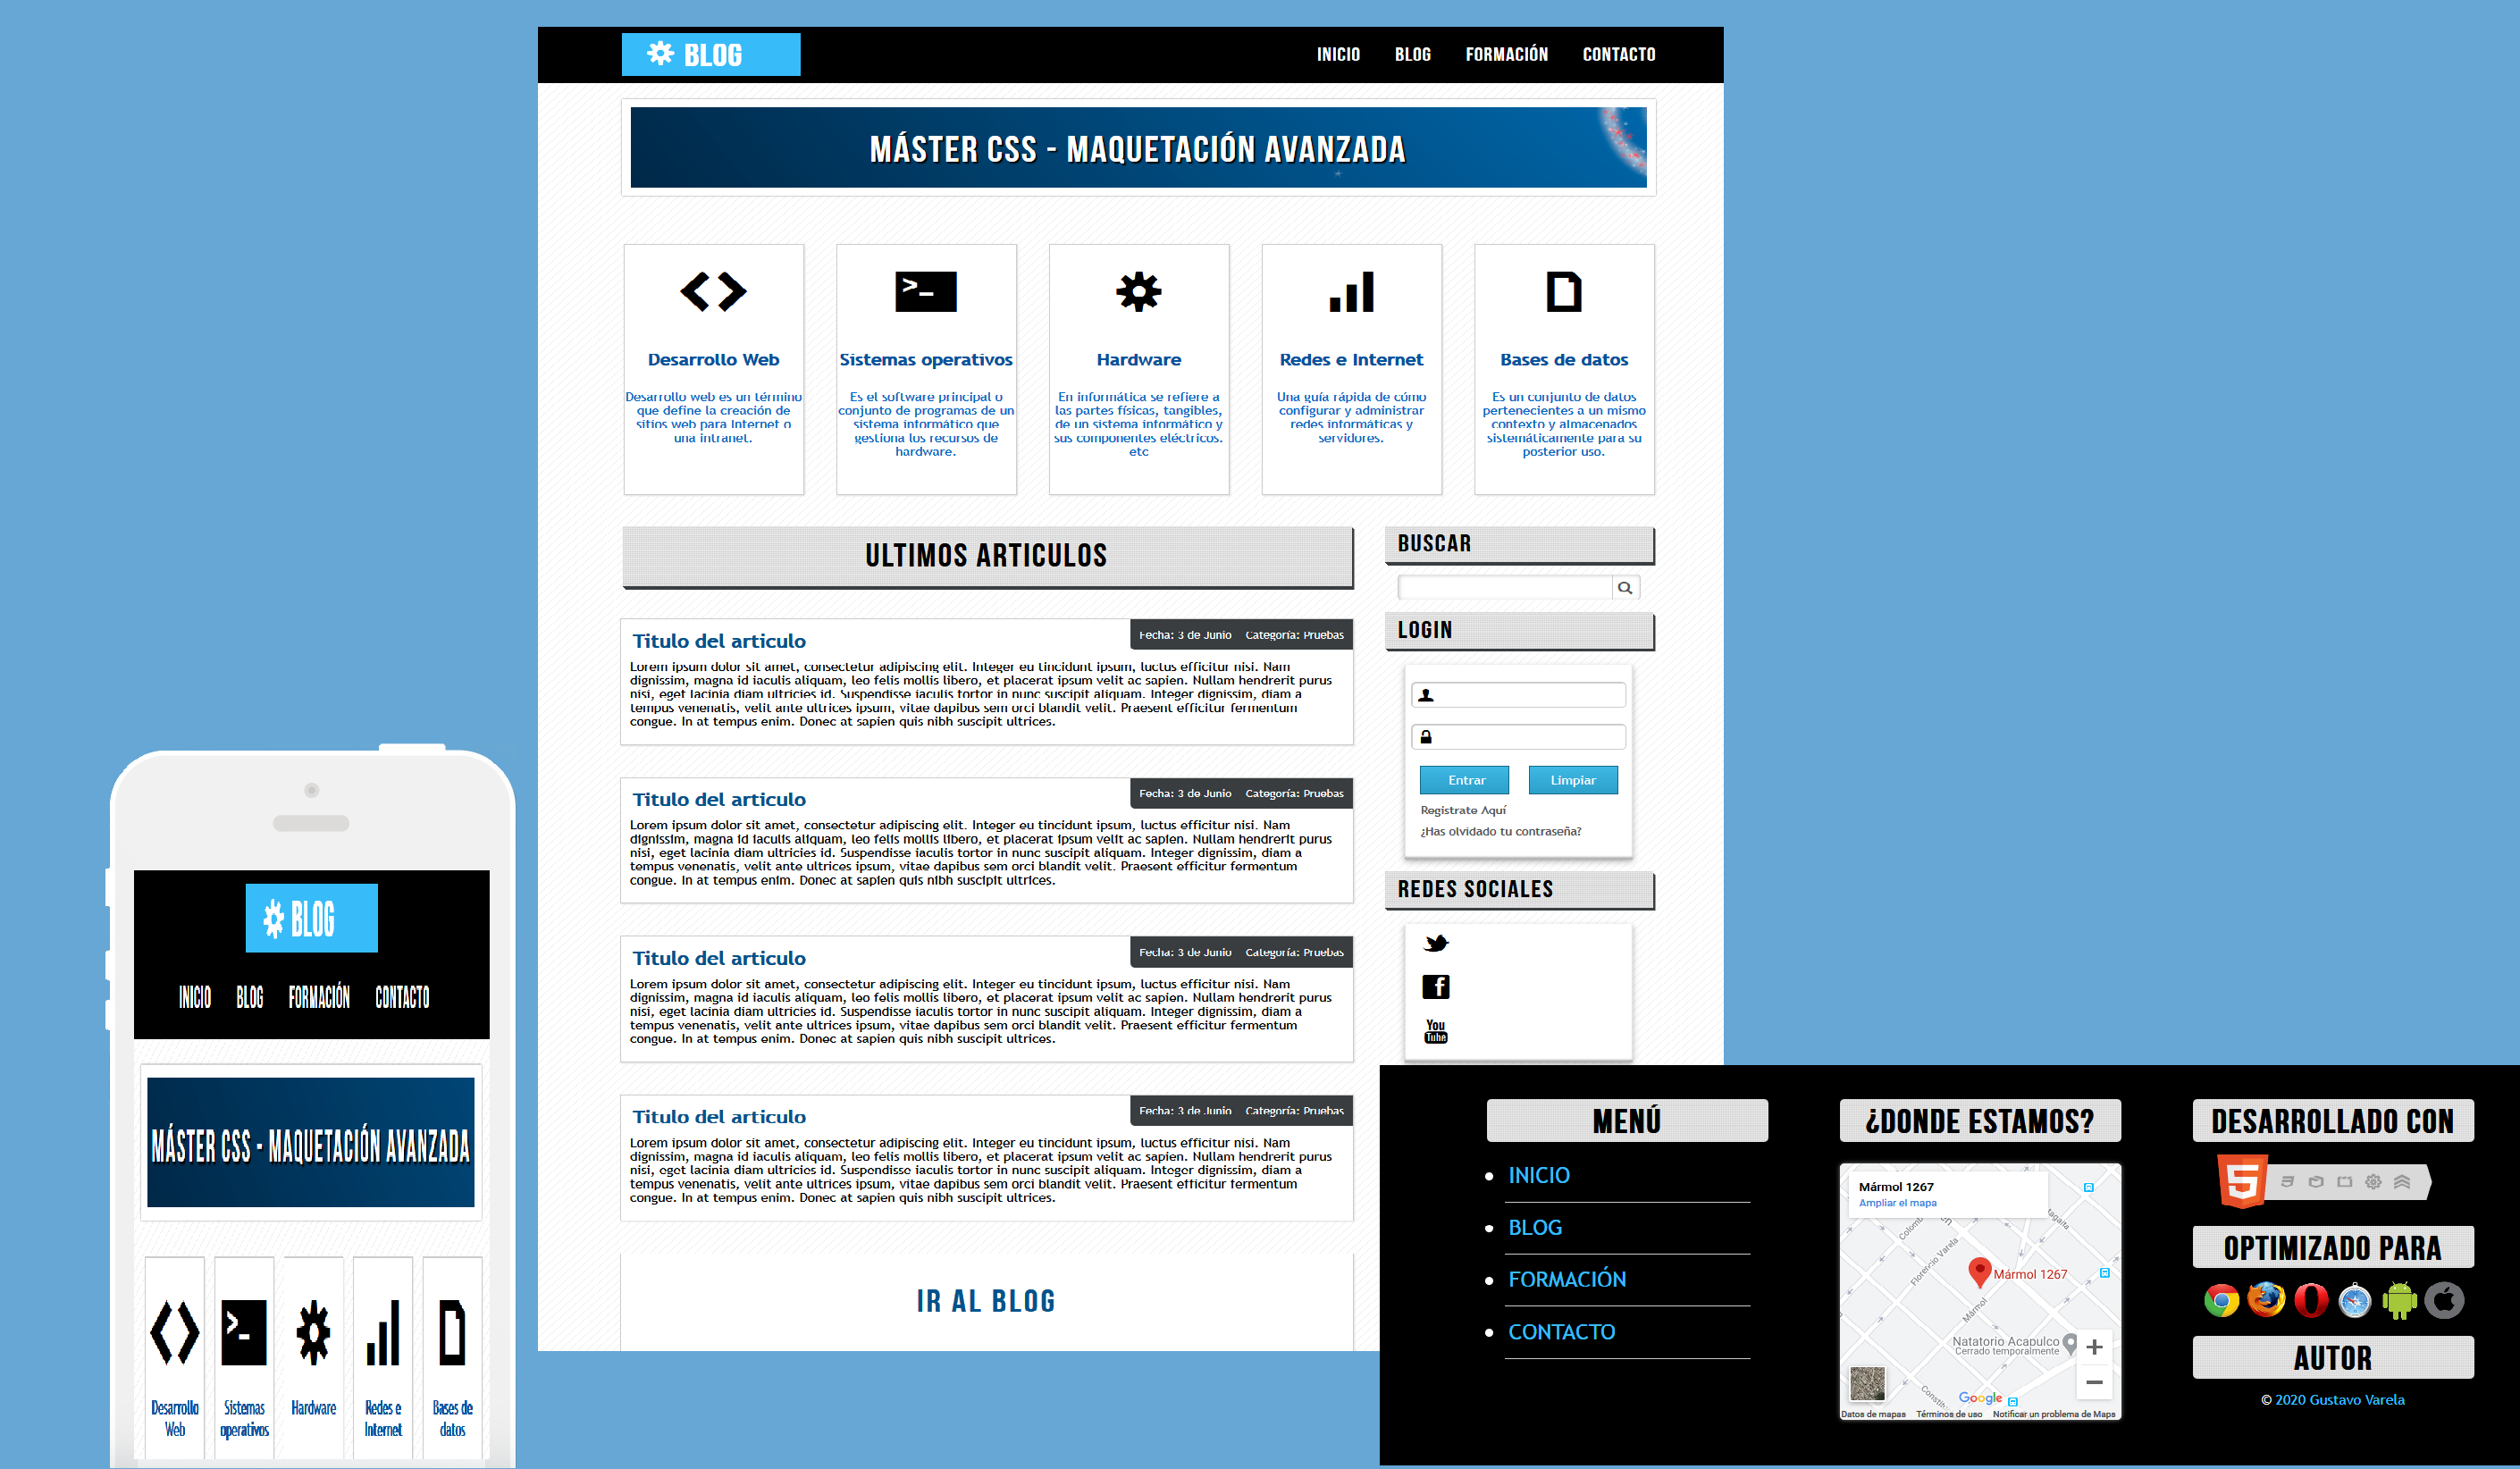 BLOG
INICIO BLOG FORMACIÓN CONTACTO
MÁSTER CSS - MAQUETACIÓN AVANZADA
Desarrollo Web
Desarrollo web es un término
que define la creación de
sitios web para Internet o
una intranet.
Sistemas operativos
Es el software principal o
conjunto de programas de un
sistema informático que
gestiona los recursos de
hardware.
Hardware
En informática se refiere a
las partes físicas, tangibles,
de un sistema informático y
sus componentes eléctricos.
etc
Redes e Internet
Una guía rápida de cómo
configurar y administrar
redes informáticas y
servidores.
Bases de datos
Es un conjunto de datos
pertenecientes a un mismo
contexto y almacenados
sistemáticamente para su
posterior uso.
ULTIMOS ARTICULOS
Titulo del articulo
Fecha: 3 de Junio Categoría: Pruebas
Lorem ipsum dolor sit amet, consectetur adipiscing elit. Integer eu tincidunt ipsum, luctus efficitur nisi. Nam
dignissim, magna id iaculis aliquam, leo felis mollis libero, et placerat ipsum velit ac sapien. Nullam hendrerit purus
nisi, eget lacinia diam ultricies id. Suspendisse iaculis tortor in nunc suscipit aliquam. Integer dignissim, diam a
tempus venenatis, velit ante ultrices ipsum, vitae dapibus sem orci blandit velit. Praesent efficitur fermentum
congue. In at tempus enim. Donec at sapien quis nibh suscipit ultrices.
Titulo del articulo
Fecha: 3 de Junio Categoría: Pruebas
Lorem ipsum dolor sit amet, consectetur adipiscing elit. Integer eu tincidunt ipsum, luctus efficitur nisi. Nam
dignissim, magna id iaculis aliquam, leo felis mollis libero, et placerat ipsum velit ac sapien. Nullam hendrerit purus
nisi, eget lacinia diam ultricies id. Suspendisse iaculis tortor in nunc suscipit aliquam. Integer dignissim, diam a
tempus venenatis, velit ante ultrices ipsum, vitae dapibus sem orci blandit velit. Praesent efficitur fermentum
congue. In at tempus enim. Donec at sapien quis nibh suscipit ultrices.
Titulo del articulo
Fecha: 3 de Junio Categoría: Pruebas
Lorem ipsum dolor sit amet, consectetur adipiscing elit. Integer eu tincidunt ipsum, luctus efficitur nisi. Nam
dignissim, magna id iaculis aliquam, leo felis mollis libero, et placerat ipsum velit ac sapien. Nullam hendrerit purus
nisi, eget lacinia diam ultricies id. Suspendisse iaculis tortor in nunc suscipit aliquam. Integer dignissim, diam a
tempus venenatis, velit ante ultrices ipsum, vitae dapibus sem orci blandit velit. Praesent efficitur fermentum
congue. In at tempus enim. Donec at sapien quis nibh suscipit ultrices.
Titulo del articulo
Fecha: 3 de Junio Categoría: Pruebas
Lorem ipsum dolor sit amet, consectetur adipiscing elit. Integer eu tincidunt ipsum, luctus efficitur nisi. Nam
dignissim, magna id iaculis aliquam, leo felis mollis libero, et placerat ipsum velit ac sapien. Nullam hendrerit purus
nisi, eget lacinia diam ultricies id. Suspendisse iaculis tortor in nunc suscipit aliquam. Integer dignissim, diam a
tempus venenatis, velit ante ultrices ipsum, vitae dapibus sem orci blandit velit. Praesent efficitur fermentum
congue. In at tempus enim. Donec at sapien quis nibh suscipit ultrices.
IR AL BLOG
BUSCAR
LOGIN
Entrar Limpiar
Registrate Aquí
¿Has olvidado tu contraseña?
REDES SOCIALES
You
Tube
BLOG
INICIO BLOG FORMACIÓN CONTACTO
MÁSTER CSS - MAQUETACIÓN AVANZADA
Desarrollo
Web
Sistemas
operativos
Hardware
Redes e
Internet
Bases de
datos
MENÚ
INICIO
BLOG
FORMACIÓN
CONTACTO
¿DONDE ESTAMOS?
Mármol 1267
Ampliar el mapa
Florencio Varela
Mármol 1267
Mármol
Natatorio Acapulco
Cerrado temporalmente
Google
Datos de mapas Términos de uso Notificar un problema de Maps
DESARROLLADO CON
5
OPTIMIZADO PARA
AUTOR
© 2020 Gustavo Varela